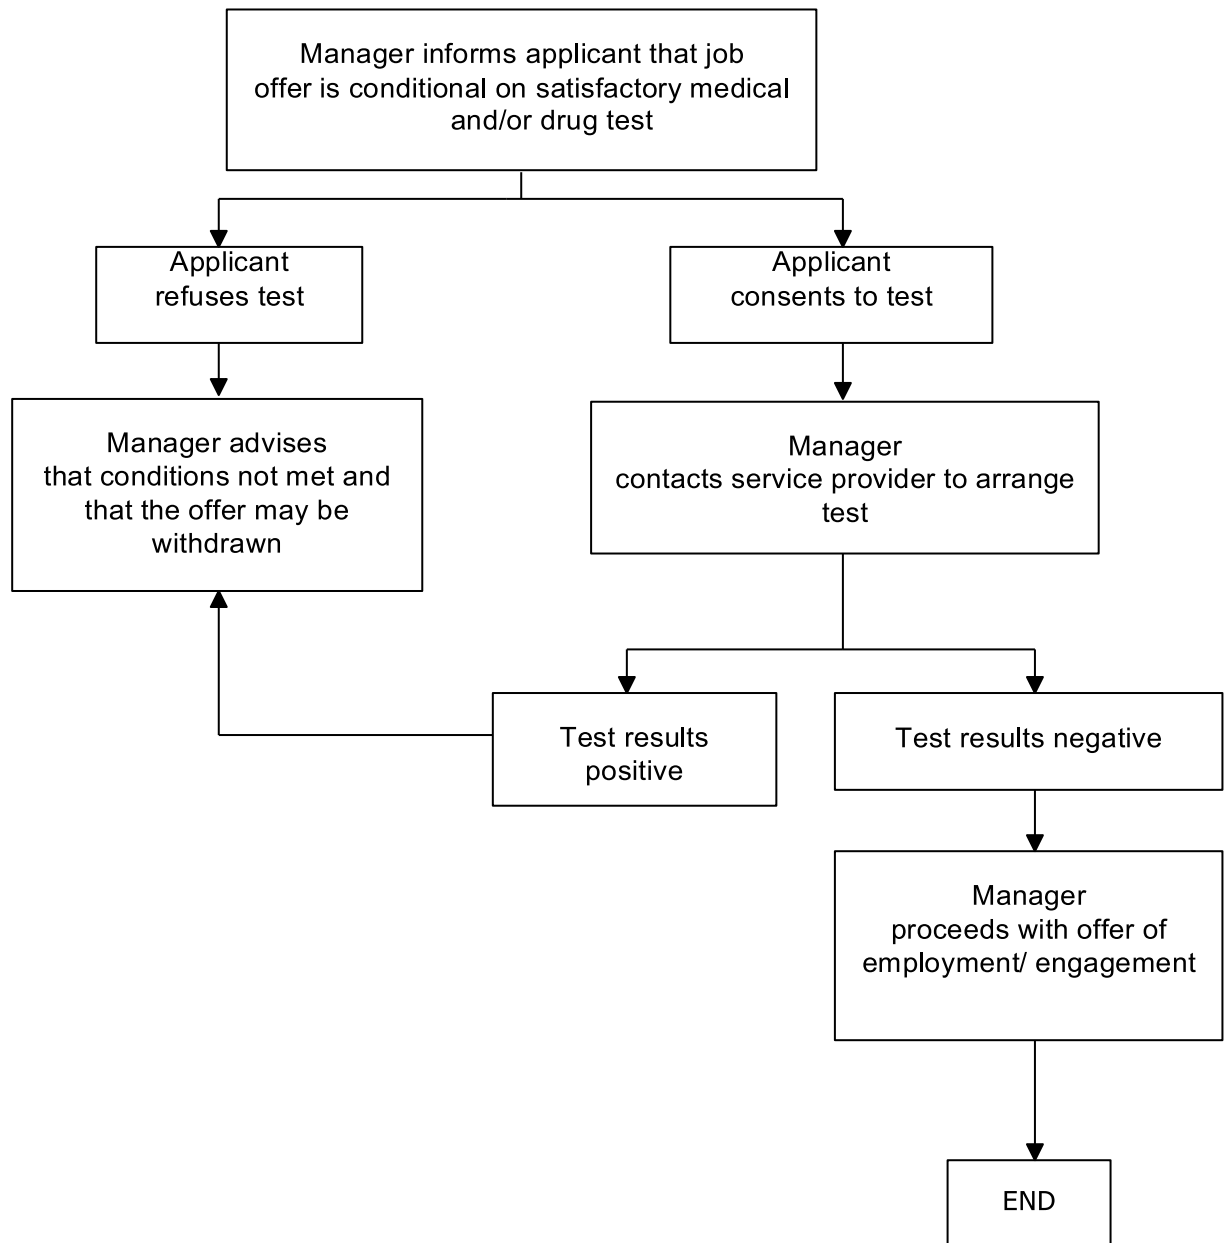 Manager informs applicant that job
offer is conditional on satisfactory medical
and/or drug test
Applicant
refuses test
Applicant
consents to test
Manager advises
that conditions not met and
that the offer may be
withdrawn
Manager
contacts service provider to arrange
test
Test results
positive
Test results negative
Manager
proceeds with offer of
employment/ engagement
END